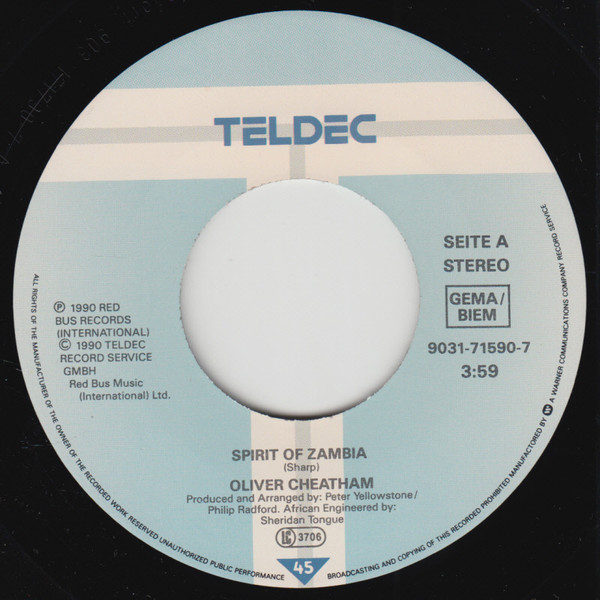 TELDEC
SEITE A
STEREO
GEMA/
BIEM
9031-71590-7
3:59
℗ 1990 RED
BUS RECORDS
(INTERNATIONAL)
© 1990 TELDEC
RECORD SERVICE
GMBH
Red Bus Music
(International) Ltd.
SPIRIT OF ZAMBIA
(Sharp)
OLIVER CHEATHAM
Produced and Arranged by: Peter Yellowstone/
Philip Radford. African Engineered by:
Sheridan Tongue
LC 3706
45
ALL RIGHTS OF THE MANUFACTURER OF THE OWNER OF THE RECORDED WORK RESERVED UNAUTHORIZED PUBLIC PERFORMANCE BROADCASTING AND COPYING OF THIS RECORD PROHIBITED MANUFACTURED BY A WARNER COMMUNICATIONS COMPANY RECORD SERVICE